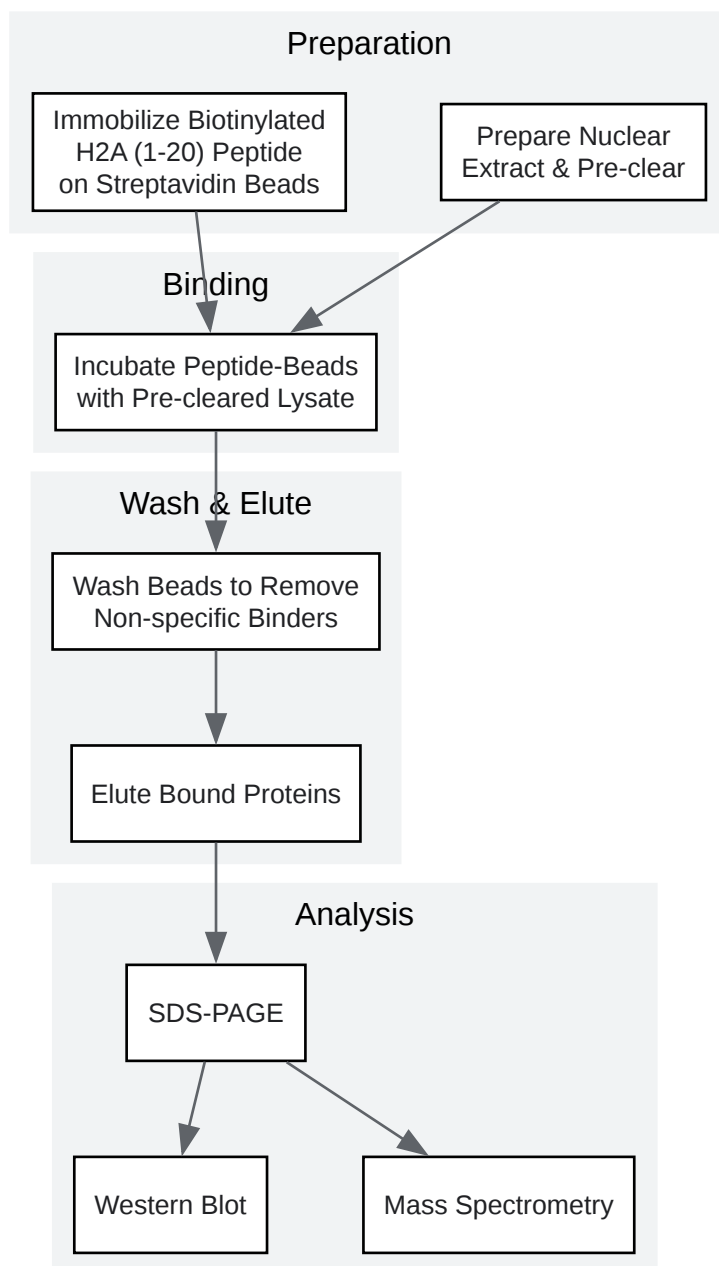 Preparation
Immobilize Biotinylated
H2A (1-20) Peptide
on Streptavidin Beads
Prepare Nuclear
Extract & Pre-clear
Binding
Incubate Peptide-Beads
with Pre-cleared Lysate
Wash & Elute
Wash Beads to Remove
Non-specific Binders
Elute Bound Proteins
Analysis
SDS-PAGE
Western Blot
Mass Spectrometry